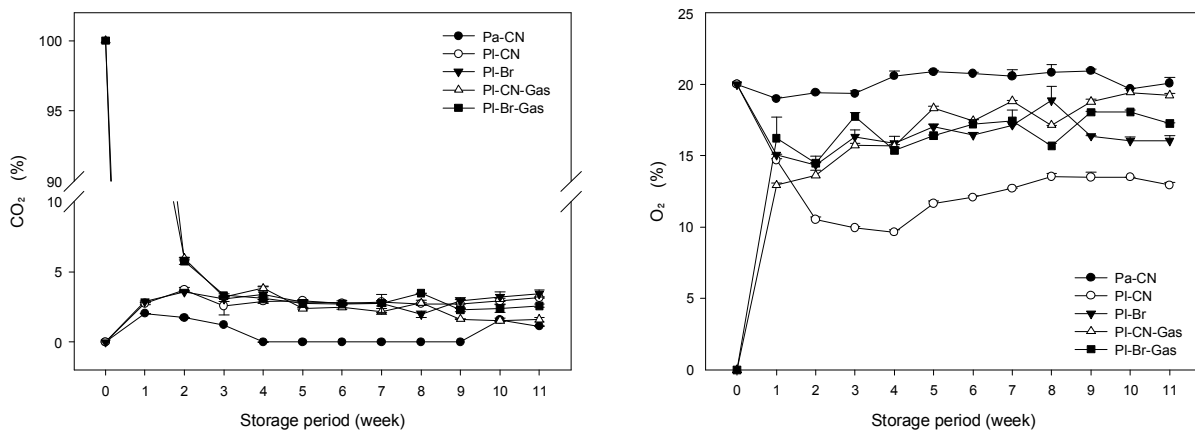 100
95
90
10
5
0
CO₂ (%)
0 1 2 3 4 5 6 7 8 9 10 11
Storage period (week)
Pa-CN
Pl-CN
Pl-Br
Pl-CN-Gas
Pl-Br-Gas
25
20
15
10
5
0
O₂ (%)
0 1 2 3 4 5 6 7 8 9 10 11
Storage period (week)
Pa-CN
Pl-CN
Pl-Br
Pl-CN-Gas
Pl-Br-Gas